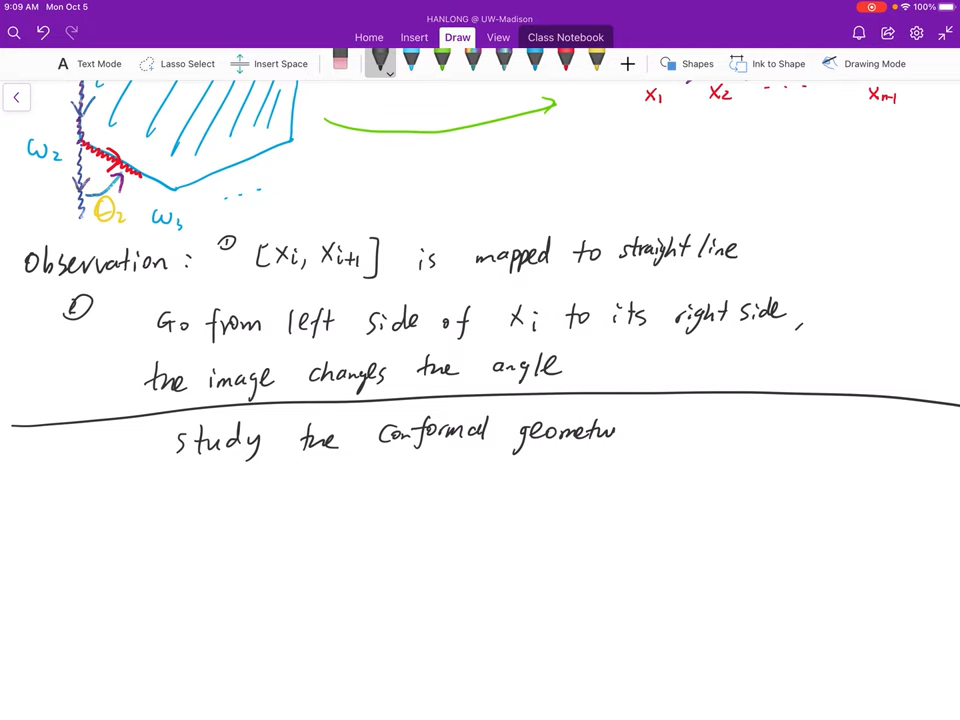 9:09 AM Mon Oct 5
100%
HANLONG @ UW-Madison
Home Insert Draw View Class Notebook
Text Mode Lasso Select Insert Space Shapes Ink to Shape Drawing Mode
x1 x2 ... xn-1
ω2
θ2 ω3 ...
Observation : ① [xi, xi+1] is mapped to straight line
② Go from left side of xi to its right side,
the image changes the angle
study the conformal geometu